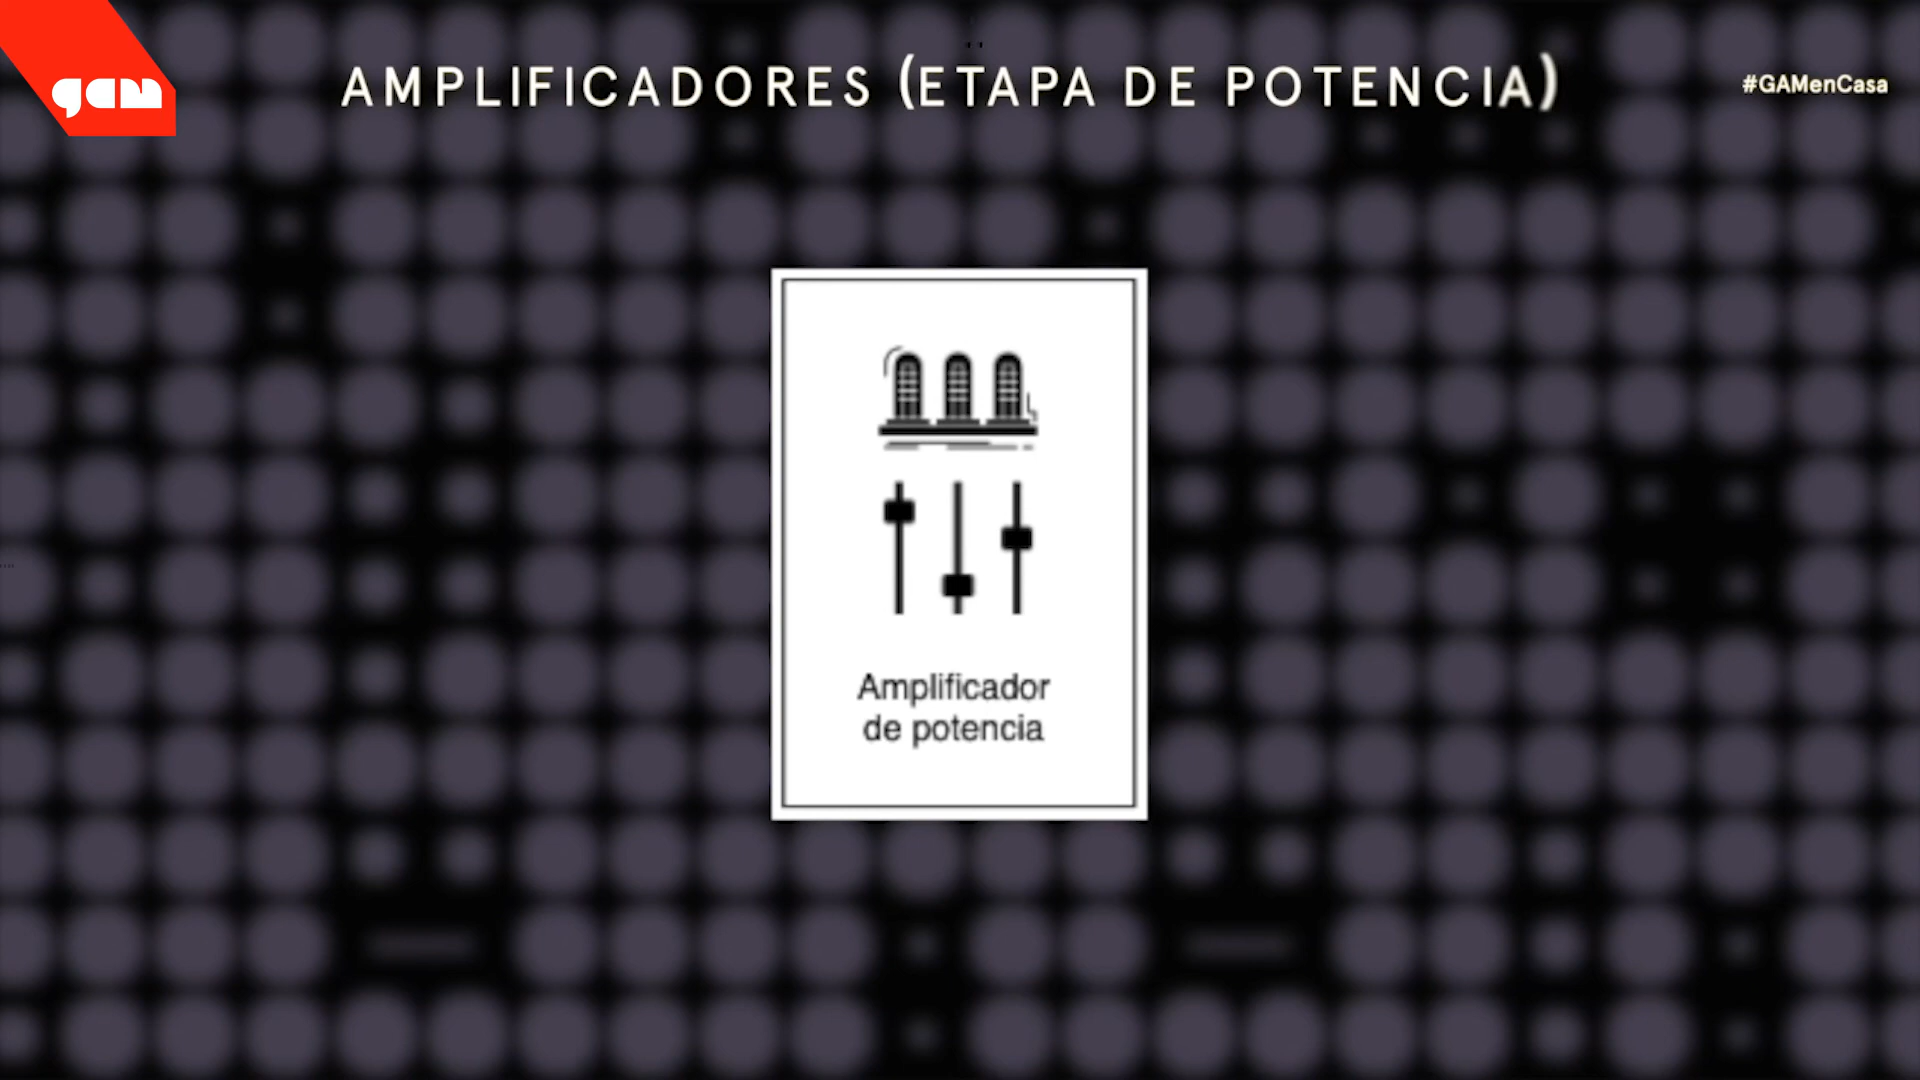 gam
AMPLIFICADORES (ETAPA DE POTENCIA)
#GAMenCasa
Amplificador
de potencia